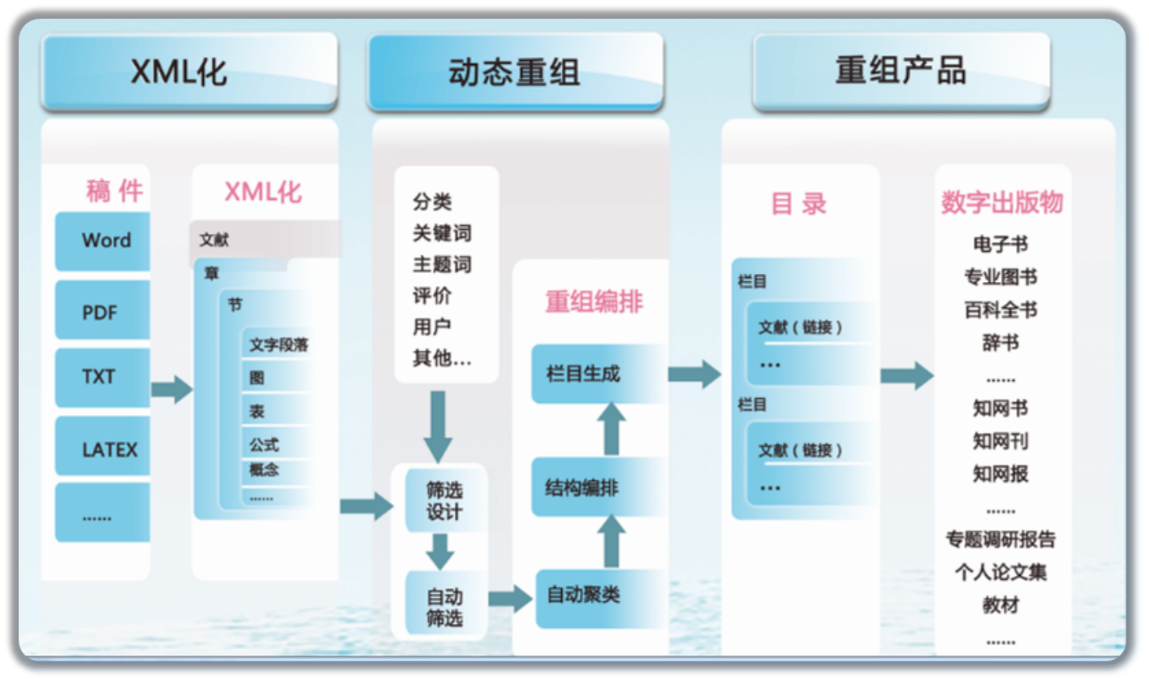 XML化
动态重组
重组产品
稿件
Word
PDF
TXT
LATEX
......
XML化
文献
章
节
文字段落
图
表
公式
概念
......
分类
关键词
主题词
评价
用户
其他...
筛选
设计
自动
筛选
重组编排
栏目生成
结构编排
自动聚类
目录
栏目
文献（链接）
...
栏目
文献（链接）
...
数字出版物
电子书
专业图书
百科全书
辞书
......
知网书
知网刊
知网报
......
专题调研报告
个人论文集
教材
......